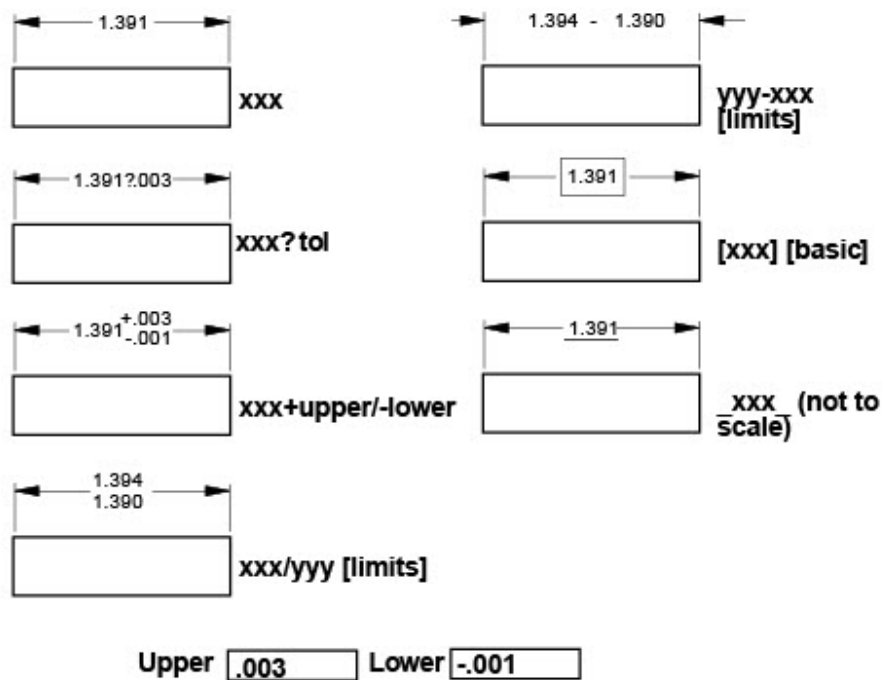 1.391
xxx
1.394 - 1.390
yyy-xxx
[limits]
1.391?.003
xxx? tol
1.391
[xxx] [basic]
1.391 +.003
-.001
xxx+upper/-lower
1.391
_xxx_ (not to
scale)
1.394
1.390
xxx/yyy [limits]
Upper .003 Lower -.001